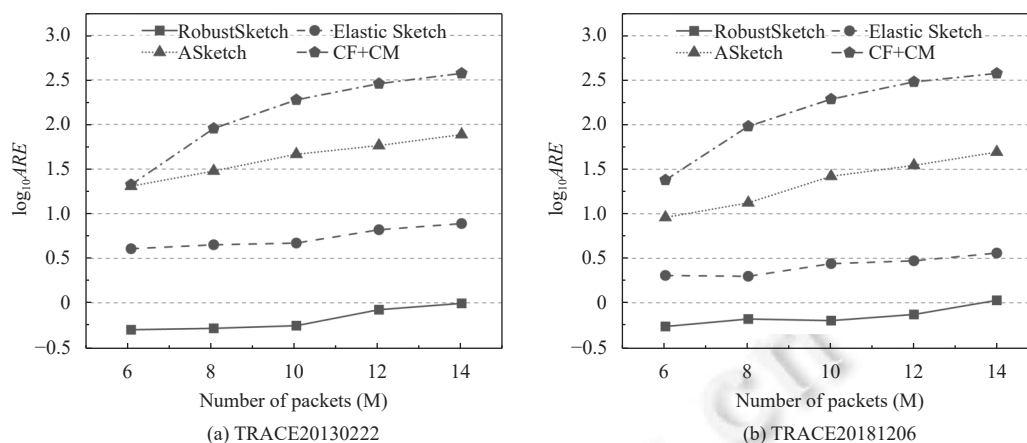 3.0
2.5
2.0
1.5
1.0
0.5
0
−0.5
log₁₀ARE
RobustSketch
Elastic Sketch
ASketch
CF+CM
6
8
10
12
14
Number of packets (M)
(a) TRACE20130222
3.0
2.5
2.0
1.5
1.0
0.5
0
−0.5
log₁₀ARE
RobustSketch
Elastic Sketch
ASketch
CF+CM
6
8
10
12
14
Number of packets (M)
(b) TRACE20181206